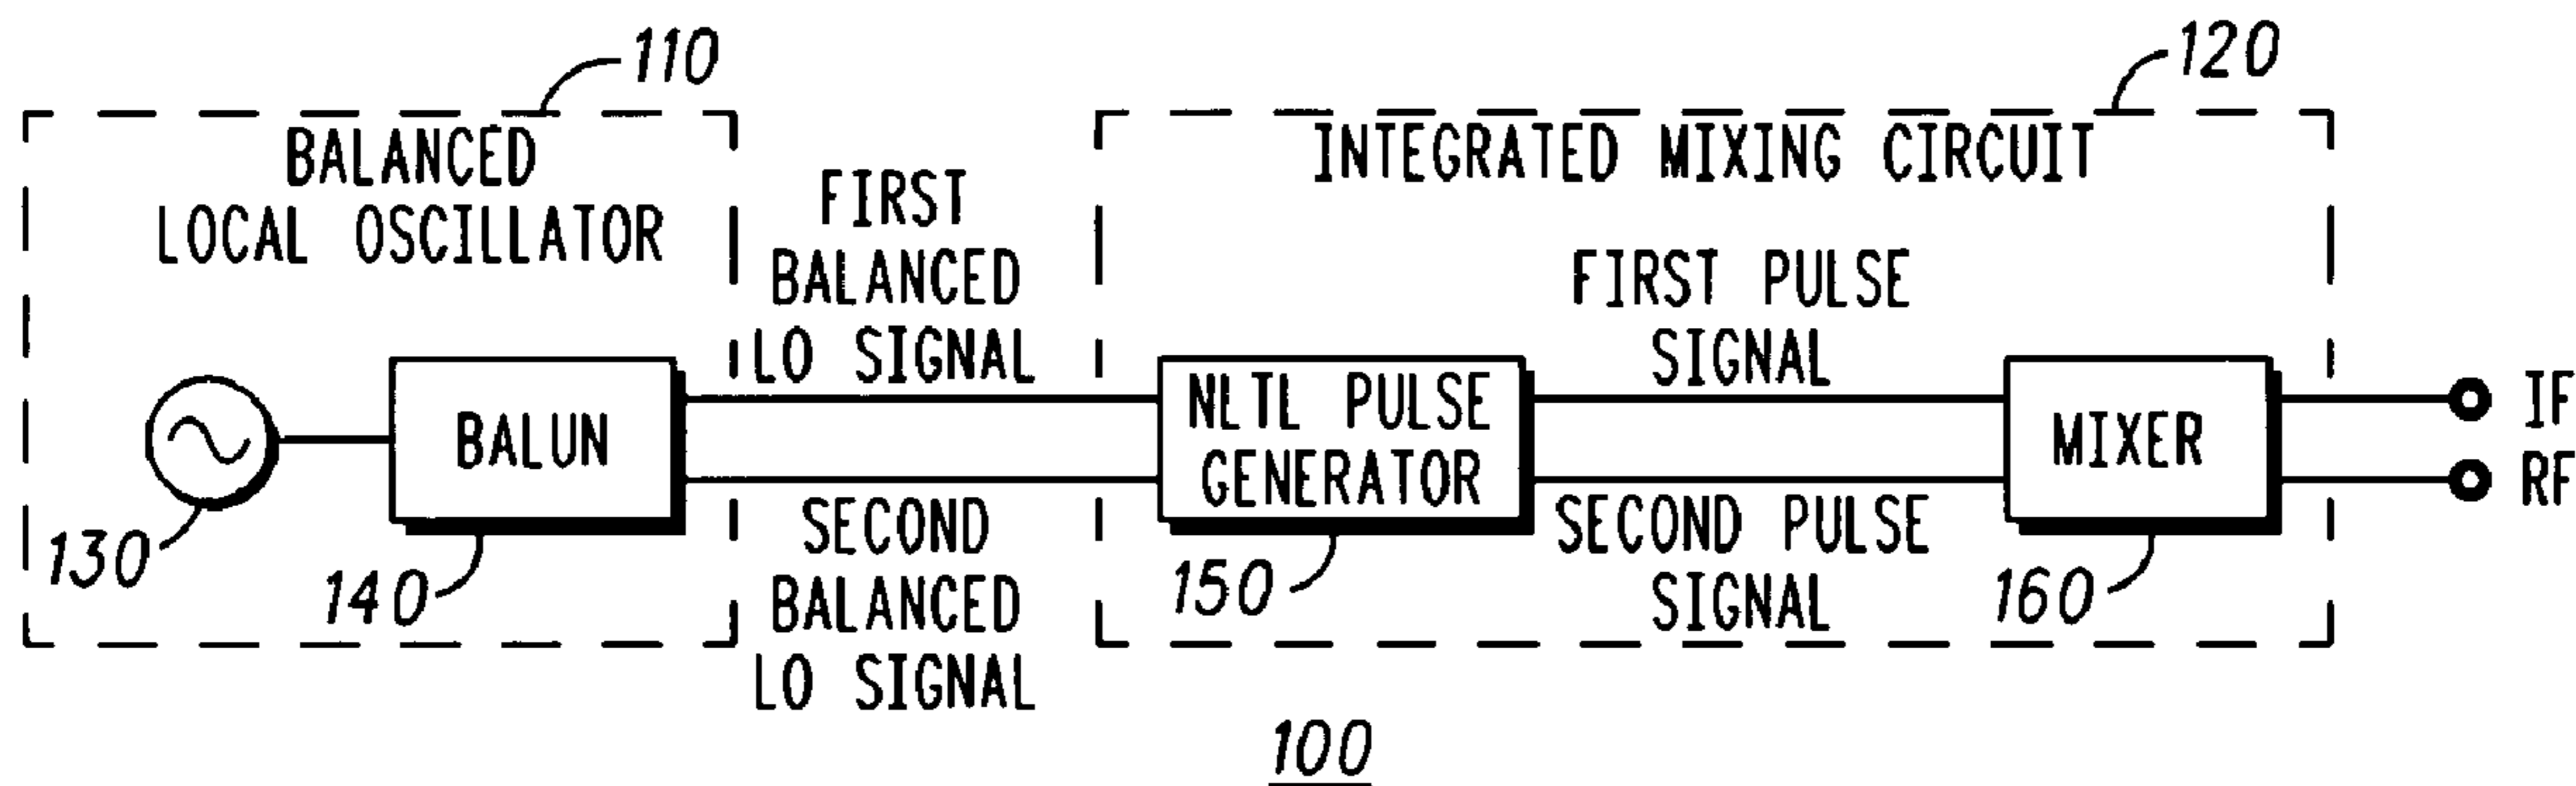 110
120
BALANCED
LOCAL OSCILLATOR
FIRST
BALANCED
LO SIGNAL
INTEGRATED MIXING CIRCUIT
FIRST PULSE
SIGNAL
BALUN
NLTL PULSE
GENERATOR
MIXER
IF
RF
130
140
SECOND
BALANCED
LO SIGNAL
150
SECOND PULSE
SIGNAL
160
100